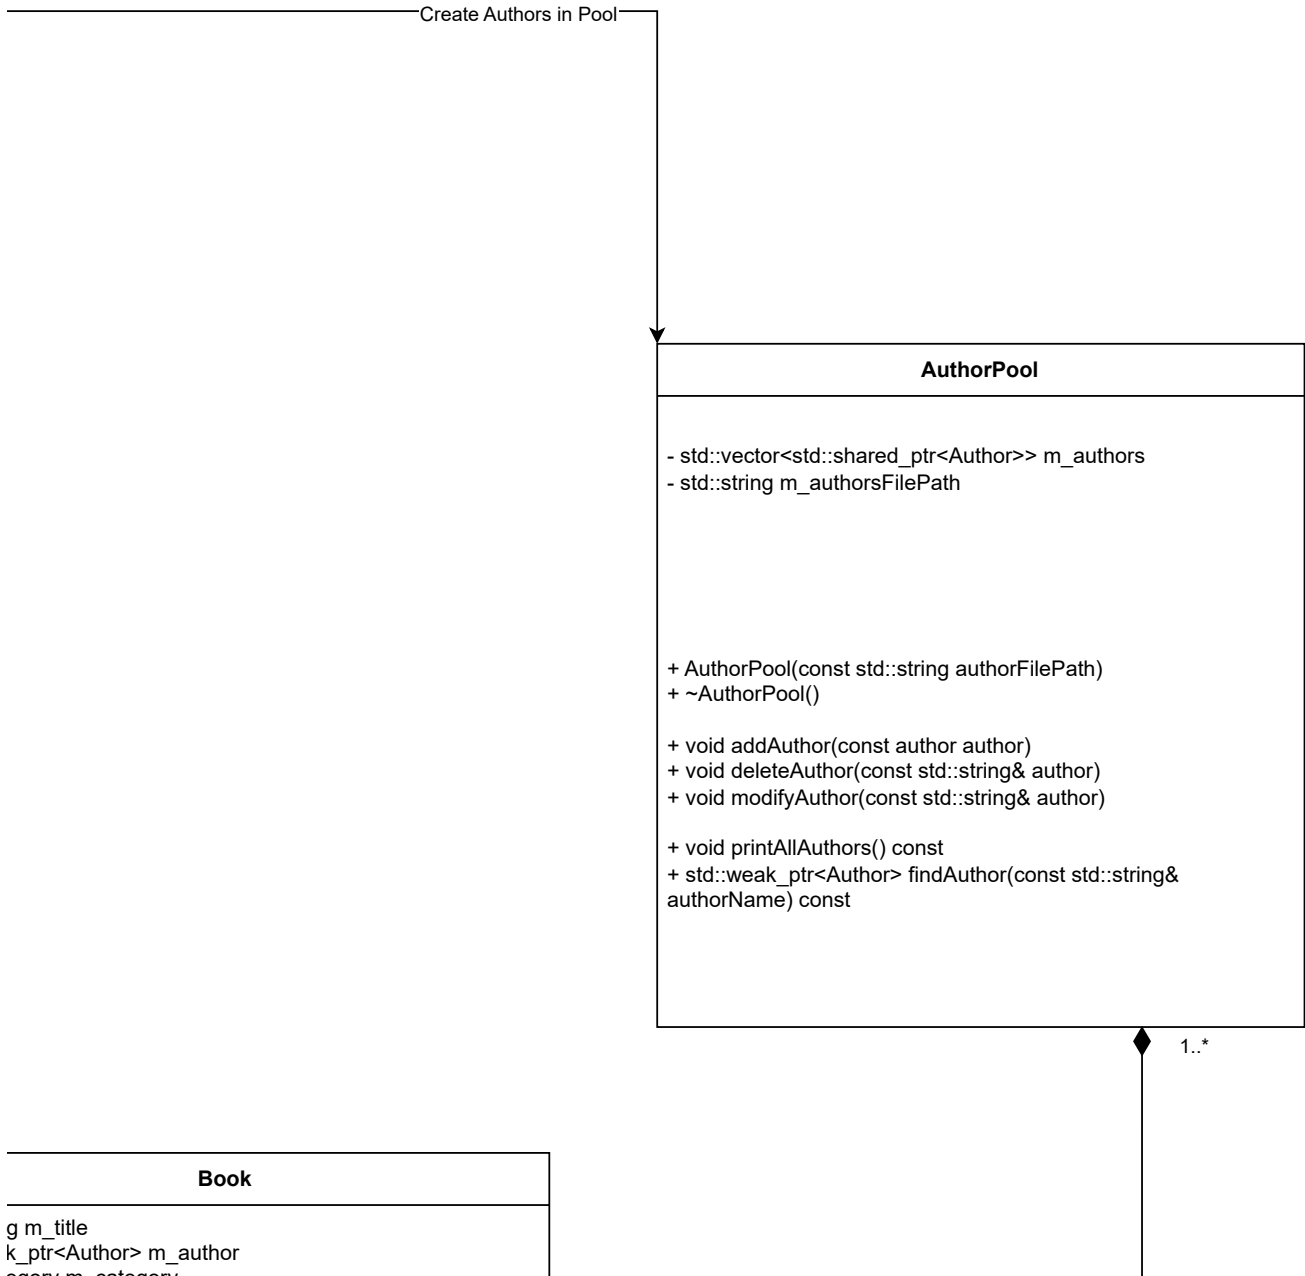 Create Authors in Pool
AuthorPool
- std::vector<std::shared_ptr<Author>> m_authors
- std::string m_authorsFilePath
+ AuthorPool(const std::string authorFilePath)
+ ~AuthorPool()
+ void addAuthor(const author author)
+ void deleteAuthor(const std::string& author)
+ void modifyAuthor(const std::string& author)
+ void printAllAuthors() const
+ std::weak_ptr<Author> findAuthor(const std::string&
authorName) const
1..*
Book
g m_title
k_ptr<Author> m_author
egory m_category